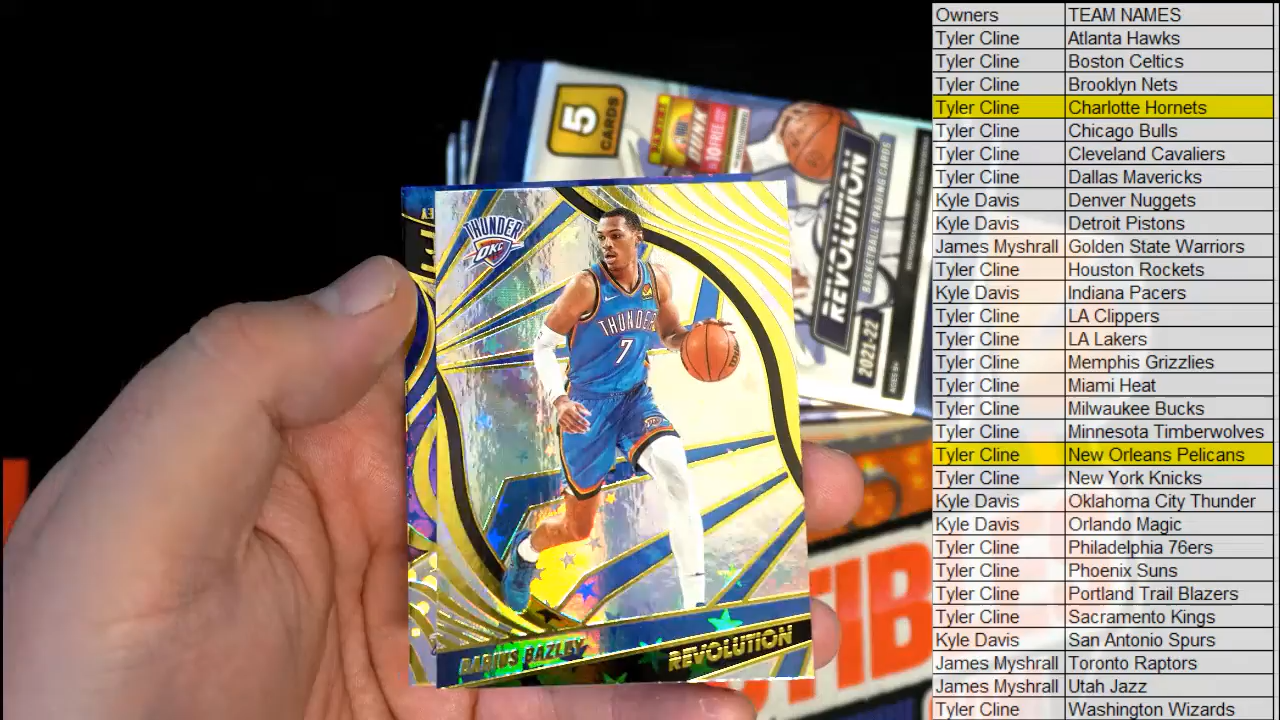 5
CARDS
DUNK
10 FREE
REVOLUTION
BASKETBALL TRADING CARDS
2021-22
AGES 9+
THUNDER
OKC
THUNDER
7
DARIUS BAZLEY
REVOLUTION
TIB
Owners TEAM NAMES
Tyler Cline Atlanta Hawks
Tyler Cline Boston Celtics
Tyler Cline Brooklyn Nets
Tyler Cline Charlotte Hornets
Tyler Cline Chicago Bulls
Tyler Cline Cleveland Cavaliers
Tyler Cline Dallas Mavericks
Kyle Davis Denver Nuggets
Kyle Davis Detroit Pistons
James Myshrall Golden State Warriors
Tyler Cline Houston Rockets
Kyle Davis Indiana Pacers
Tyler Cline LA Clippers
Tyler Cline LA Lakers
Tyler Cline Memphis Grizzlies
Tyler Cline Miami Heat
Tyler Cline Milwaukee Bucks
Tyler Cline Minnesota Timberwolves
Tyler Cline New Orleans Pelicans
Tyler Cline New York Knicks
Kyle Davis Oklahoma City Thunder
Kyle Davis Orlando Magic
Tyler Cline Philadelphia 76ers
Tyler Cline Phoenix Suns
Tyler Cline Portland Trail Blazers
Tyler Cline Sacramento Kings
Kyle Davis San Antonio Spurs
James Myshrall Toronto Raptors
James Myshrall Utah Jazz
Tyler Cline Washington Wizards